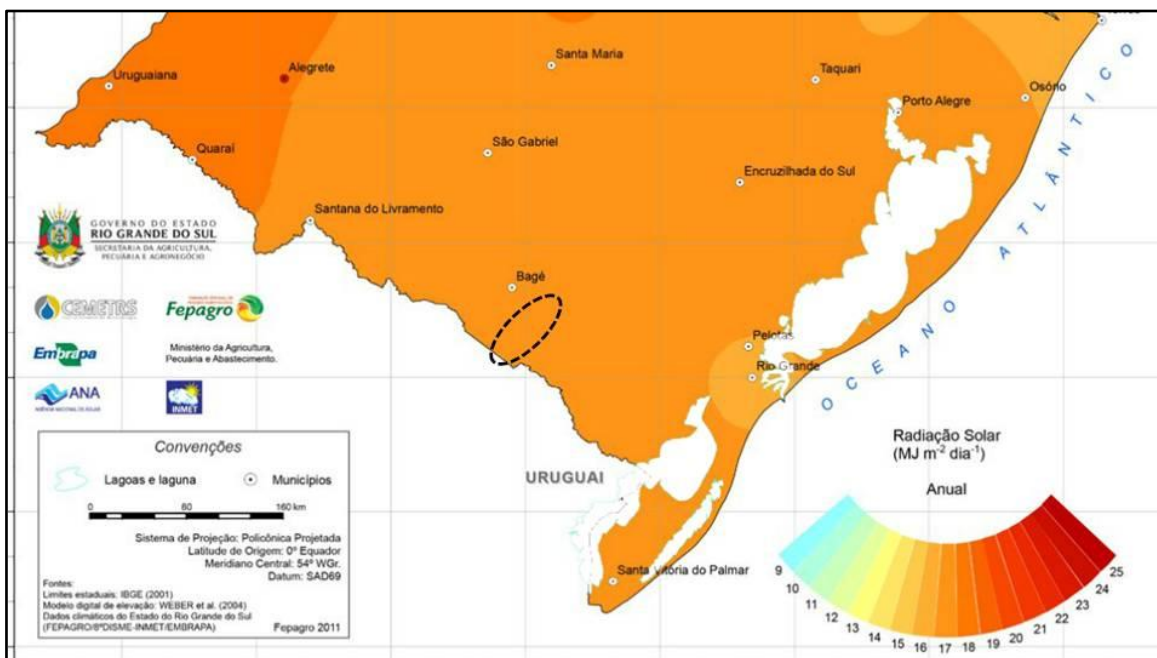 Santa Maria
Uruguaiana
Alegrete
Taquari
Osório
Porto Alegre
São Gabriel
Quaraí
Encruzilhada do Sul
Santana do Livramento
Bagé
Pelotas
Rio Grande
URUGUAI
Santa Vitória do Palmar
OCEANO ATLÂNTICO
GOVERNO DO ESTADO
RIO GRANDE DO SUL
SECRETARIA DA AGRICULTURA,
PECUÁRIA E AGRONEGÓCIO
CEMETRS
Fepagro
Embrapa
Ministério da Agricultura,
Pecuária e Abastecimento.
ANA
INMET
Convenções
Lagoas e laguna
Municípios
0 60 160 km
Sistema de Projeção: Policônica Projetada
Latitude de Origem: 0º Equador
Meridiano Central: 54º WGr.
Datum: SAD69
Fontes:
Limites estaduais: IBGE (2001)
Modelo digital de elevação: WEBER et al. (2004)
Dados climáticos do Estado do Rio Grande do Sul
(FEPAGRO/8ºDISME-INMET/EMBRAPA)
Fepagro 2011
Radiação Solar
(MJ m⁻² dia⁻¹)
Anual
9
10
11
12
13
14
15
16
17
18
19
20
21
22
23
24
25